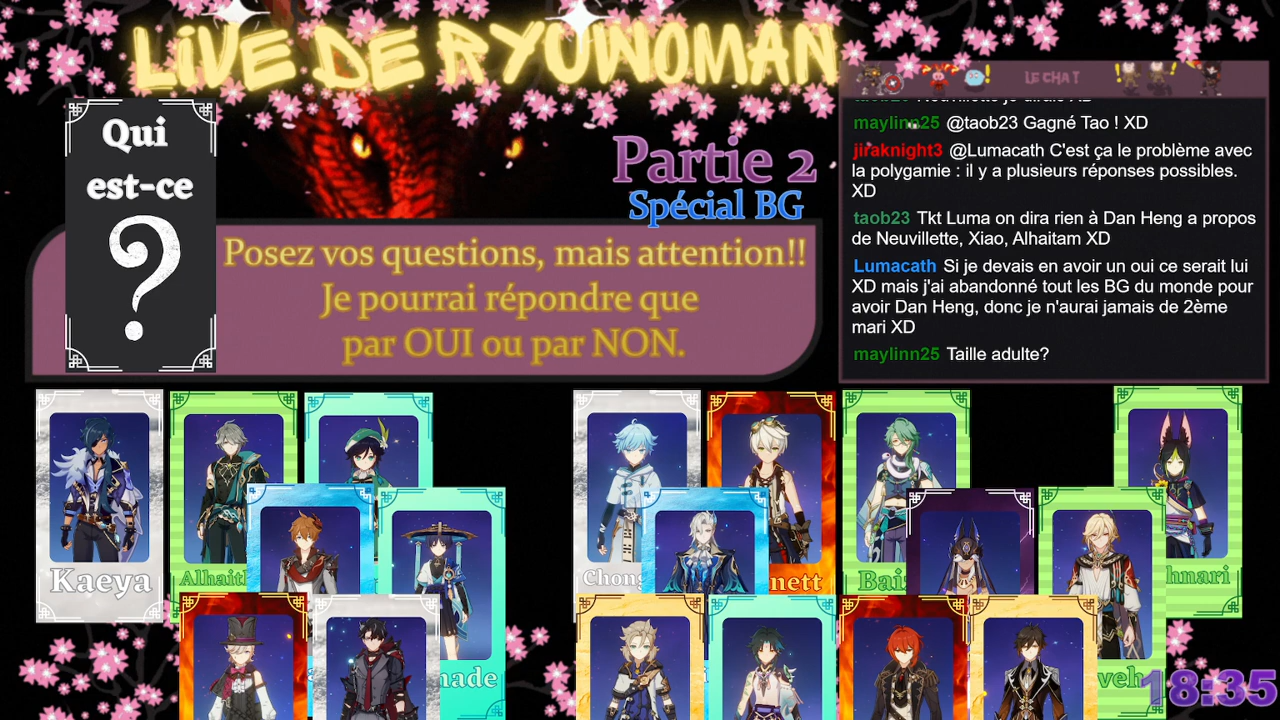 LIVE DE RYUWOMAN
LE CHAT
Qui
est-ce
?
Partie 2
Spécial BG
Posez vos questions, mais attention!!
Je pourrai répondre que
par OUI ou par NON.
maylinn25 @taob23 Gagné Tao ! XD
jiraknight3 @Lumacath C'est ça le problème avec
la polygamie : il y a plusieurs réponses possibles.
XD
taob23 Tkt Luma on dira rien à Dan Heng a propos
de Neuvillette, Xiao, Alhaitam XD
Lumacath Si je devais en avoir un oui ce serait lui
XD mais j'ai abandonné tout les BG du monde pour
avoir Dan Heng, donc je n'aurai jamais de 2ème
mari XD
maylinn25 Taille adulte?
Kaeya
Alhait
Chong
nett
Bai
hnari
nade
veh
18:35